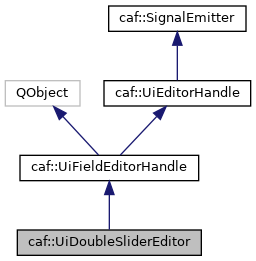 caf::SignalEmitter
QObject
caf::UiEditorHandle
caf::UiFieldEditorHandle
caf::UiDoubleSliderEditor